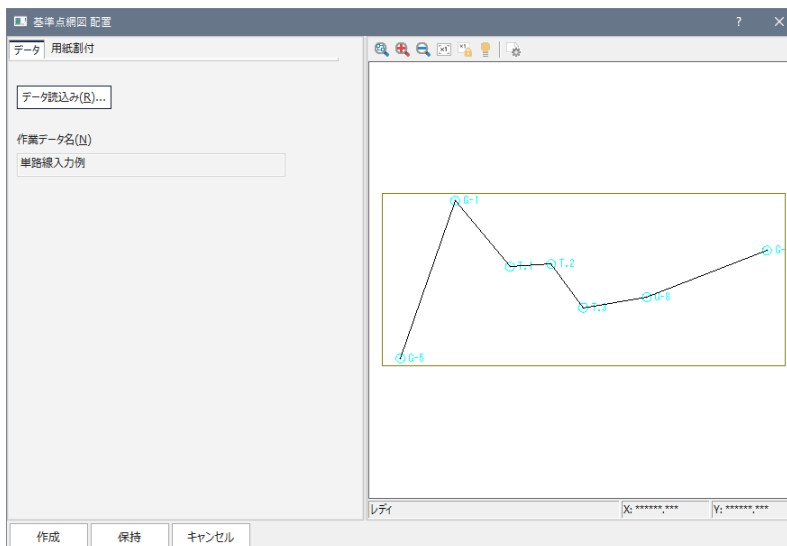 基準点網図 配置
データ 用紙割付
データ読込み(R)...
作業データ名(N)
単路線入力例
G-1
T.1
T.2
G-
T.3
G-8
G-5
レディ
X: ******.***
Y: ******.***
作成
保持
キャンセル